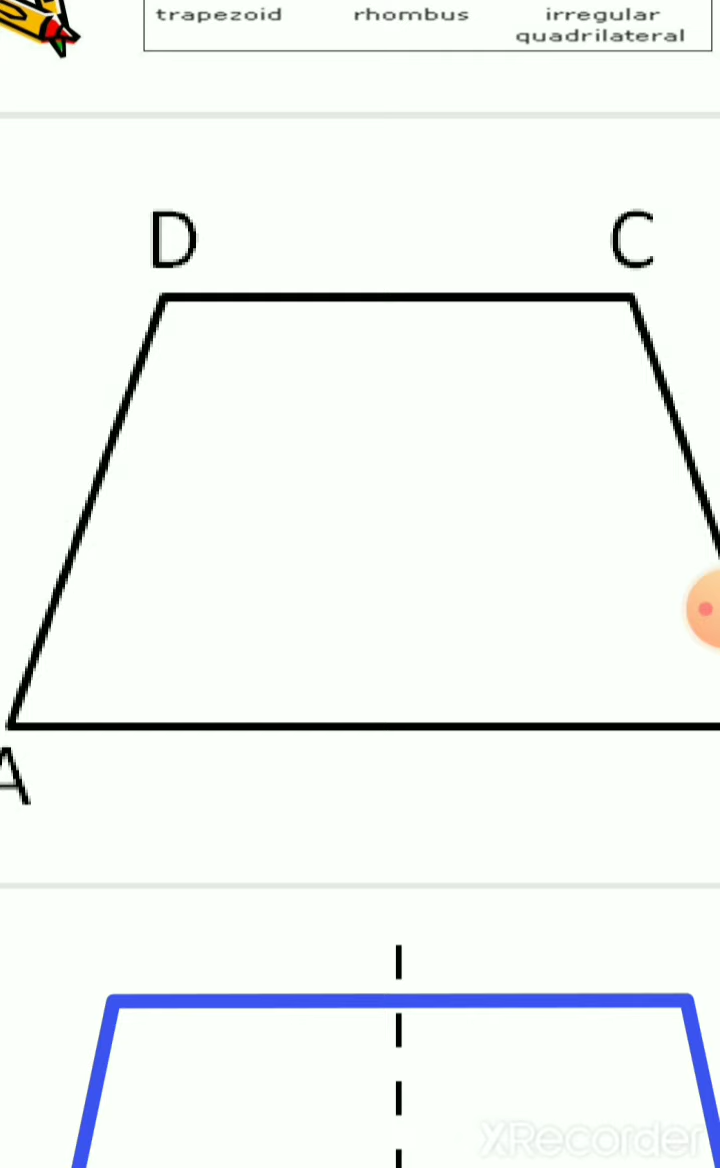 trapezoid rhombus irregular
quadrilateral
D C
A
XRecorder